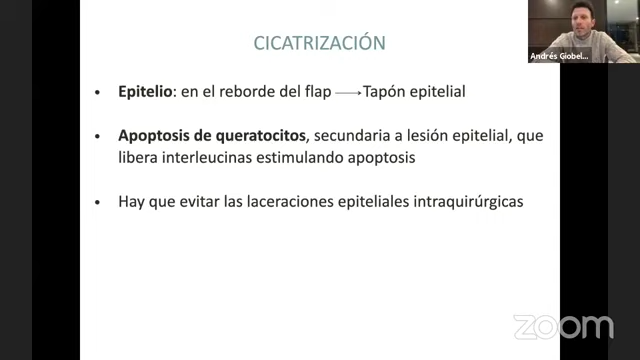 CICATRIZACIÓN
• Epitelio: en el reborde del flap ⟶ Tapón epitelial
• Apoptosis de queratocitos, secundaria a lesión epitelial, que
libera interleucinas estimulando apoptosis
• Hay que evitar las laceraciones epiteliales intraquirúrgicas
Andrés Giobel...
zoom